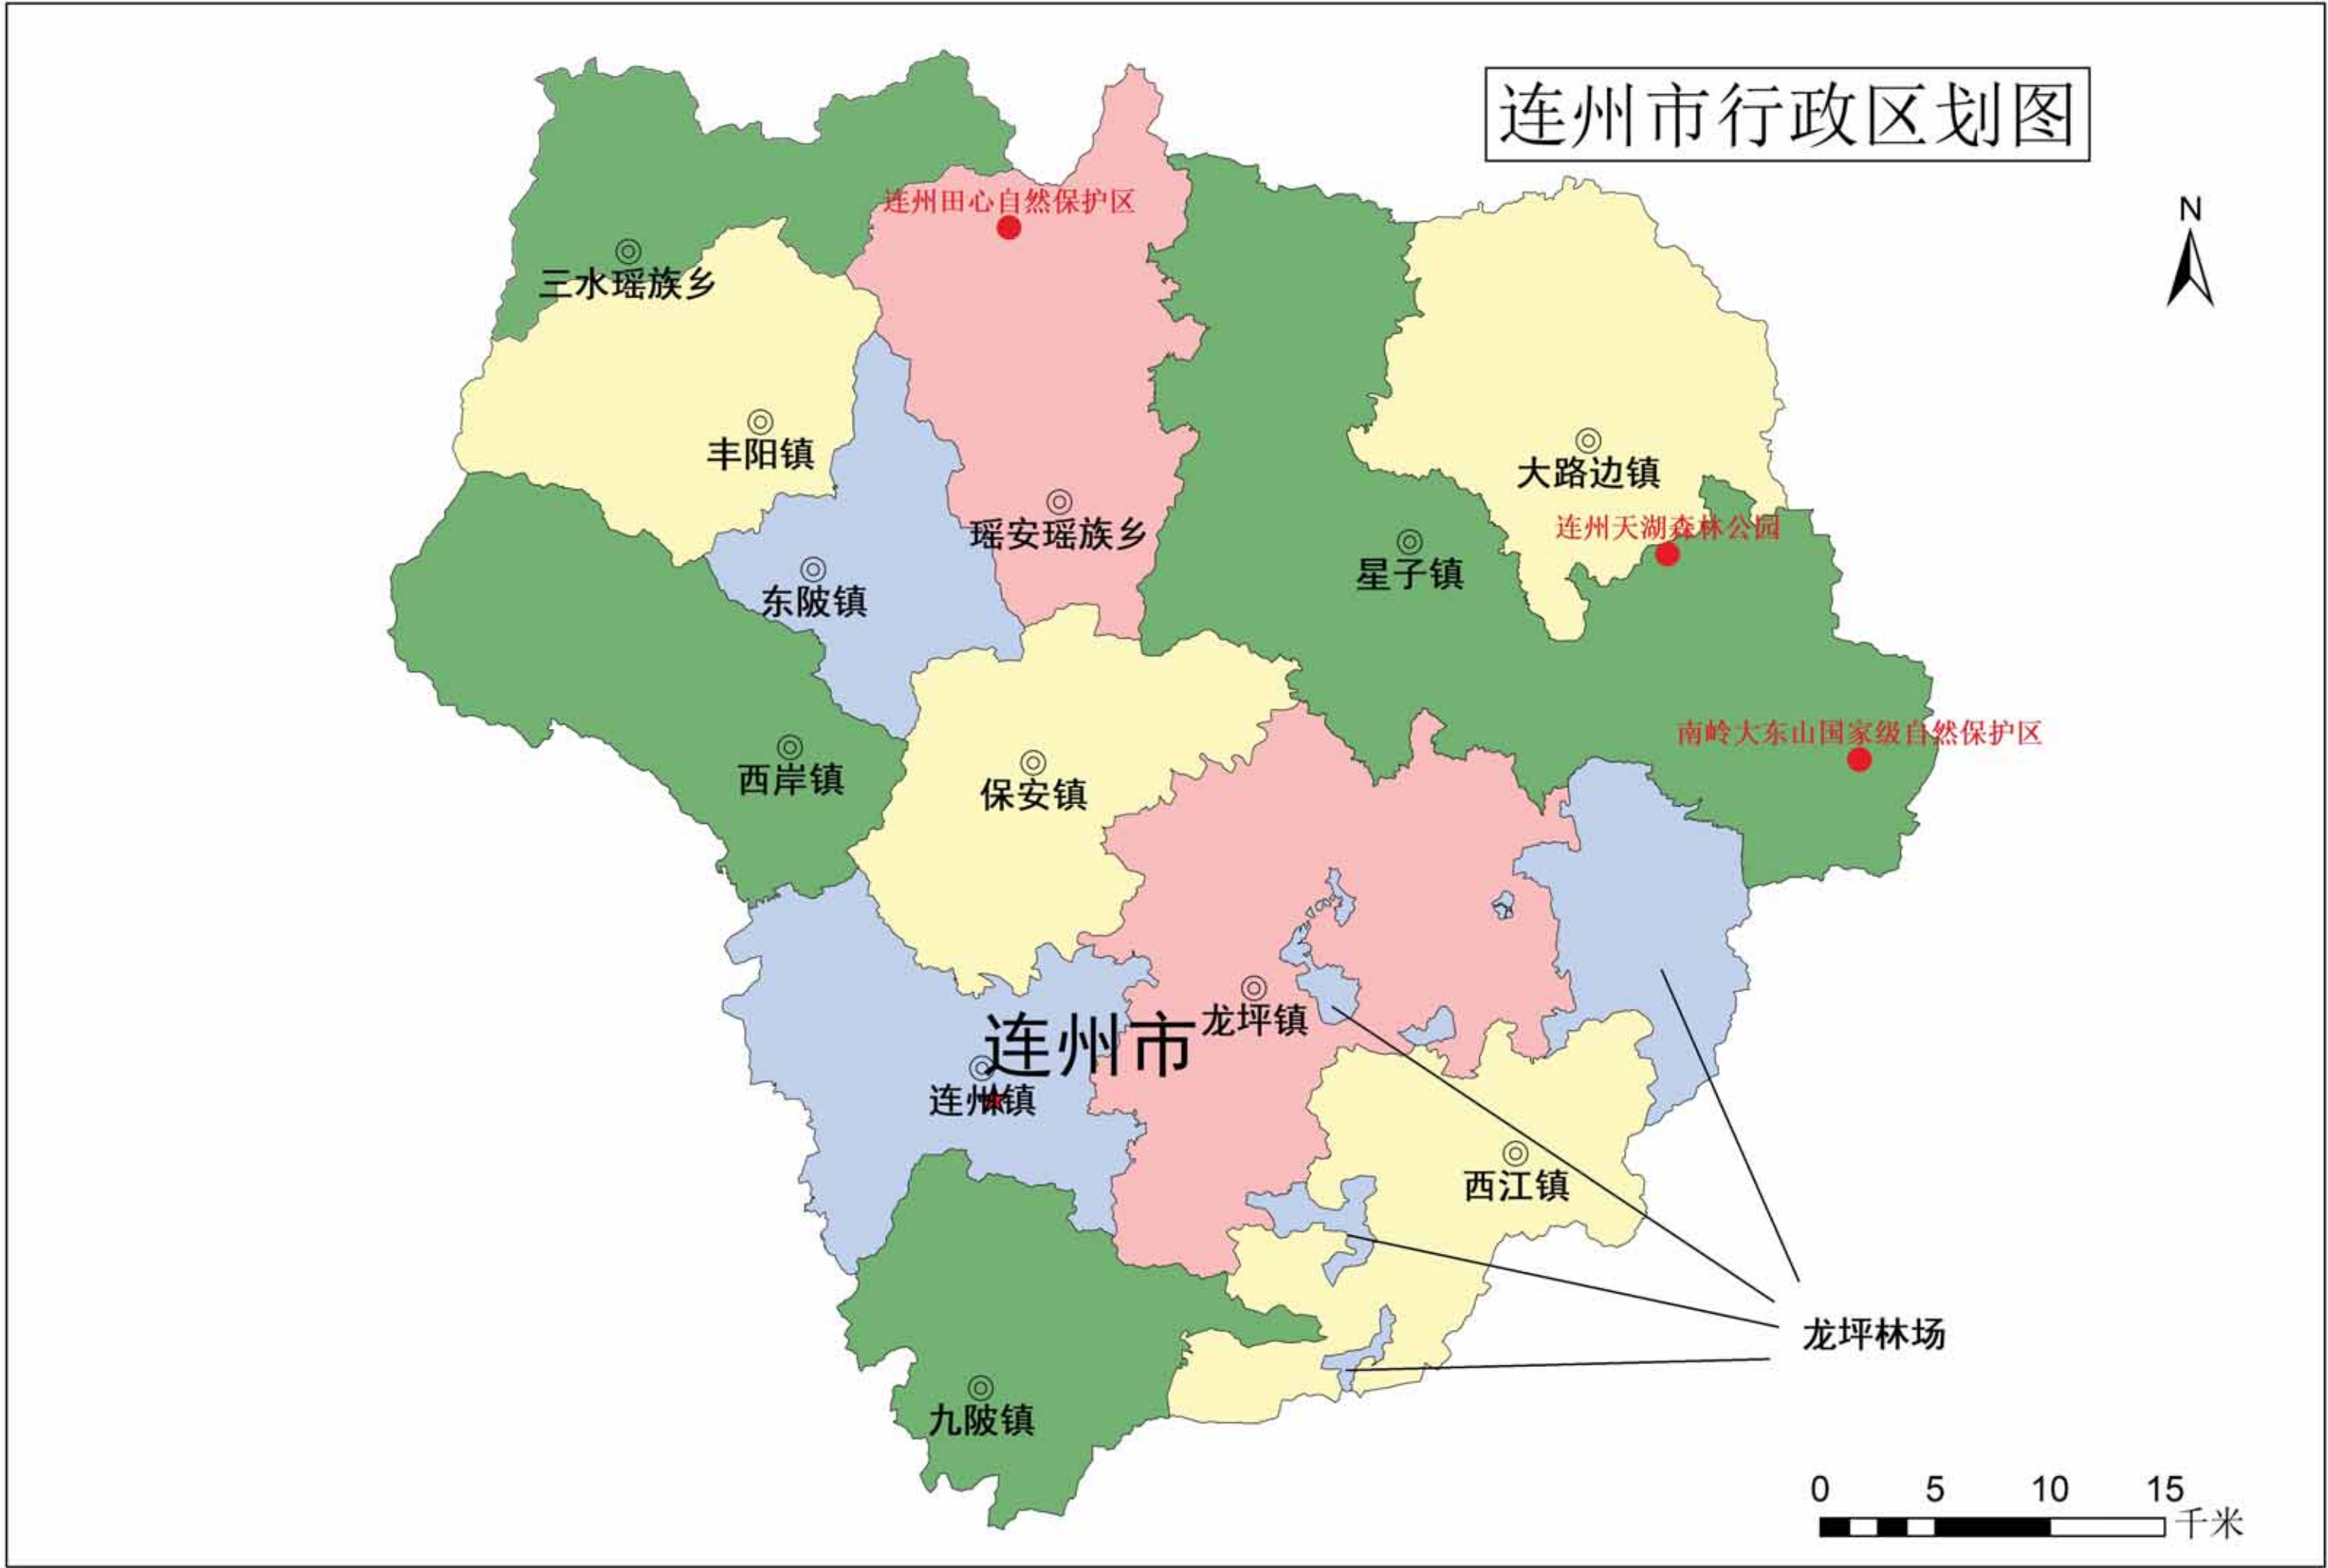 连州市行政区划图
连州田心自然保护区
N
三水瑶族乡
丰阳镇
大路边镇
瑶安瑶族乡
连州天湖森林公园
星子镇
东陂镇
南岭大东山国家级自然保护区
西岸镇
保安镇
龙坪镇
连州市
连州镇
西江镇
龙坪林场
九陂镇
0 5 10 15
千米